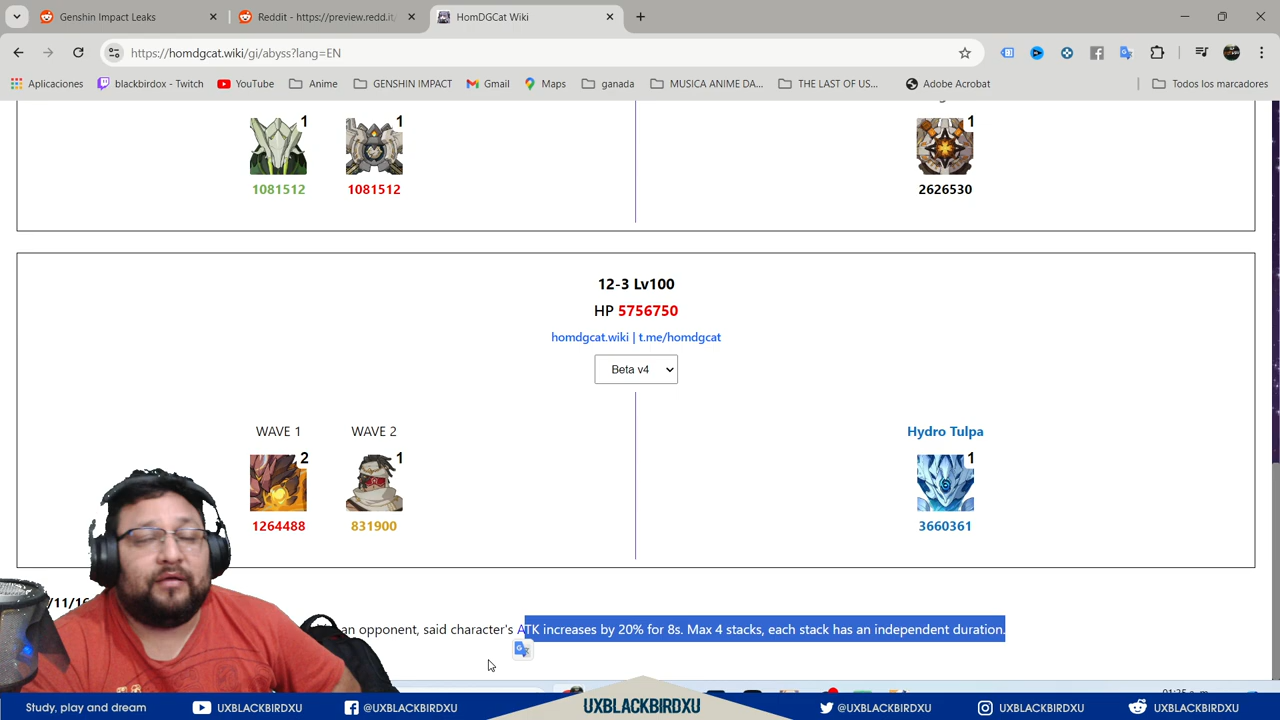 Genshin Impact Leaks
Reddit - https://preview.redd.it/
HomDGCat Wiki
https://homdgcat.wiki/gi/abyss?lang=EN
Aplicaciones
blackbirdox - Twitch
YouTube
Anime
GENSHIN IMPACT
Gmail
Maps
ganada
MUSICA ANIME DA...
THE LAST OF US...
Adobe Acrobat
Todos los marcadores
1 1 1
1081512 1081512 2626530
12-3 Lv100
HP 5756750
homdgcat.wiki | t.me/homdgcat
Beta v4
WAVE 1 WAVE 2 Hydro Tulpa
2 1 1
1264488 831900 3660361
an opponent, said character's ATK increases by 20% for 8s. Max 4 stacks, each stack has an independent duration.
Study, play and dream
UXBLACKBIRDXU
@UXBLACKBIRDXU
UXBLACKBIRDXU
@UXBLACKBIRDXU
UXBLACKBIRDXU
UXBLACKBIRDXU